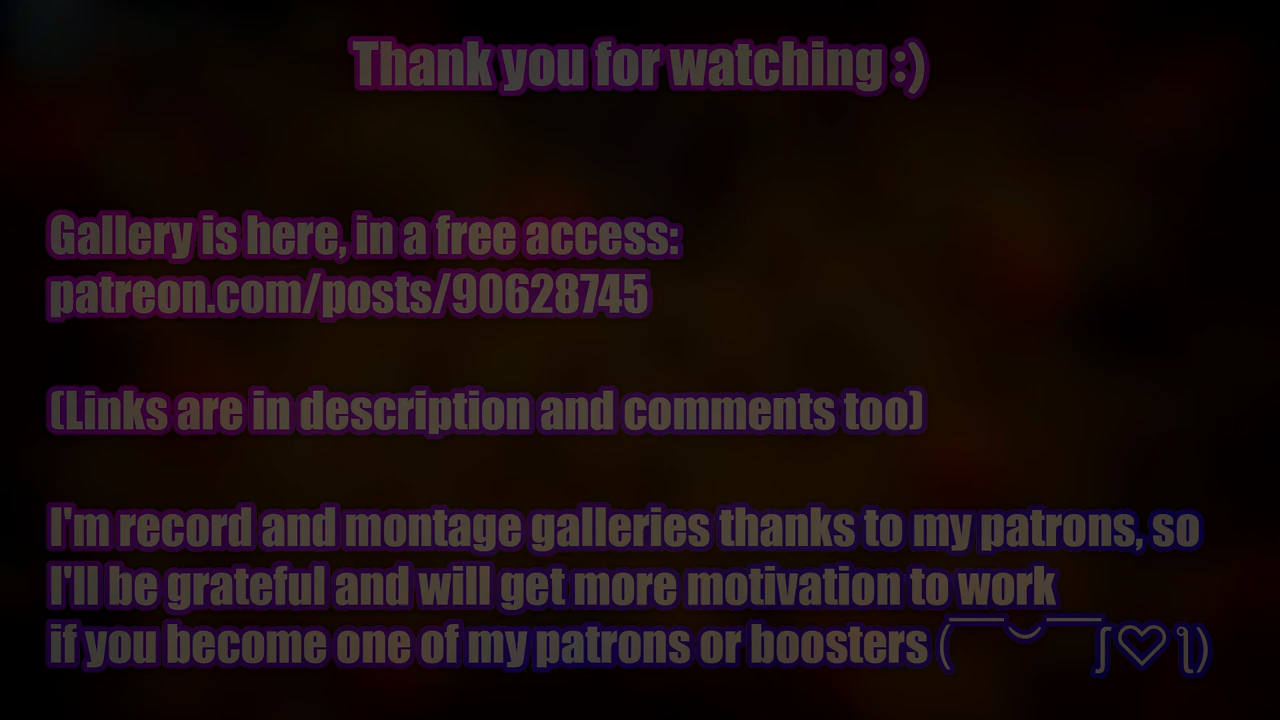 Thank you for watching :)
Gallery is here, in a free access:
patreon.com/posts/90628745
(Links are in description and comments too)
I'm record and montage galleries thanks to my patrons, so
I'll be grateful and will get more motivation to work
if you become one of my patrons or boosters (￣︶￣ʃ♡ƪ)